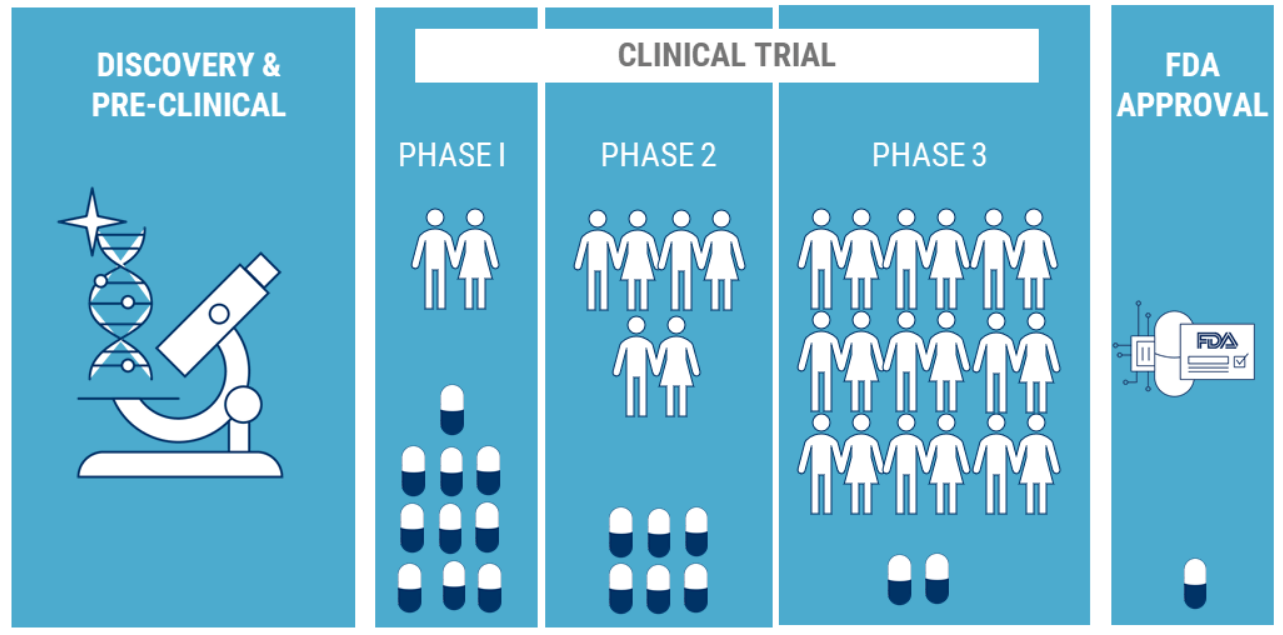 DISCOVERY &
PRE-CLINICAL
CLINICAL TRIAL
PHASE I
PHASE 2
PHASE 3
FDA
APPROVAL
FDA